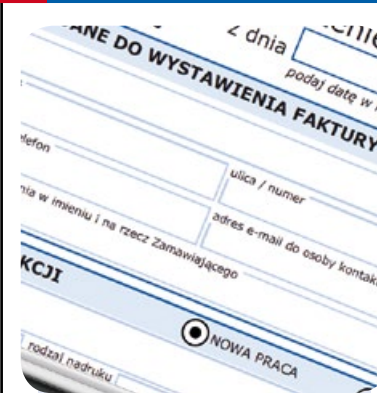 z dnia
podaj datę w
DANE DO WYSTAWIENIA FAKTURY
telefon
ulica / numer
w imieniu i na rzecz Zamawiającego
adres e-mail do osoby
KCJI
NOWA PRACA
rodzaj nadruku